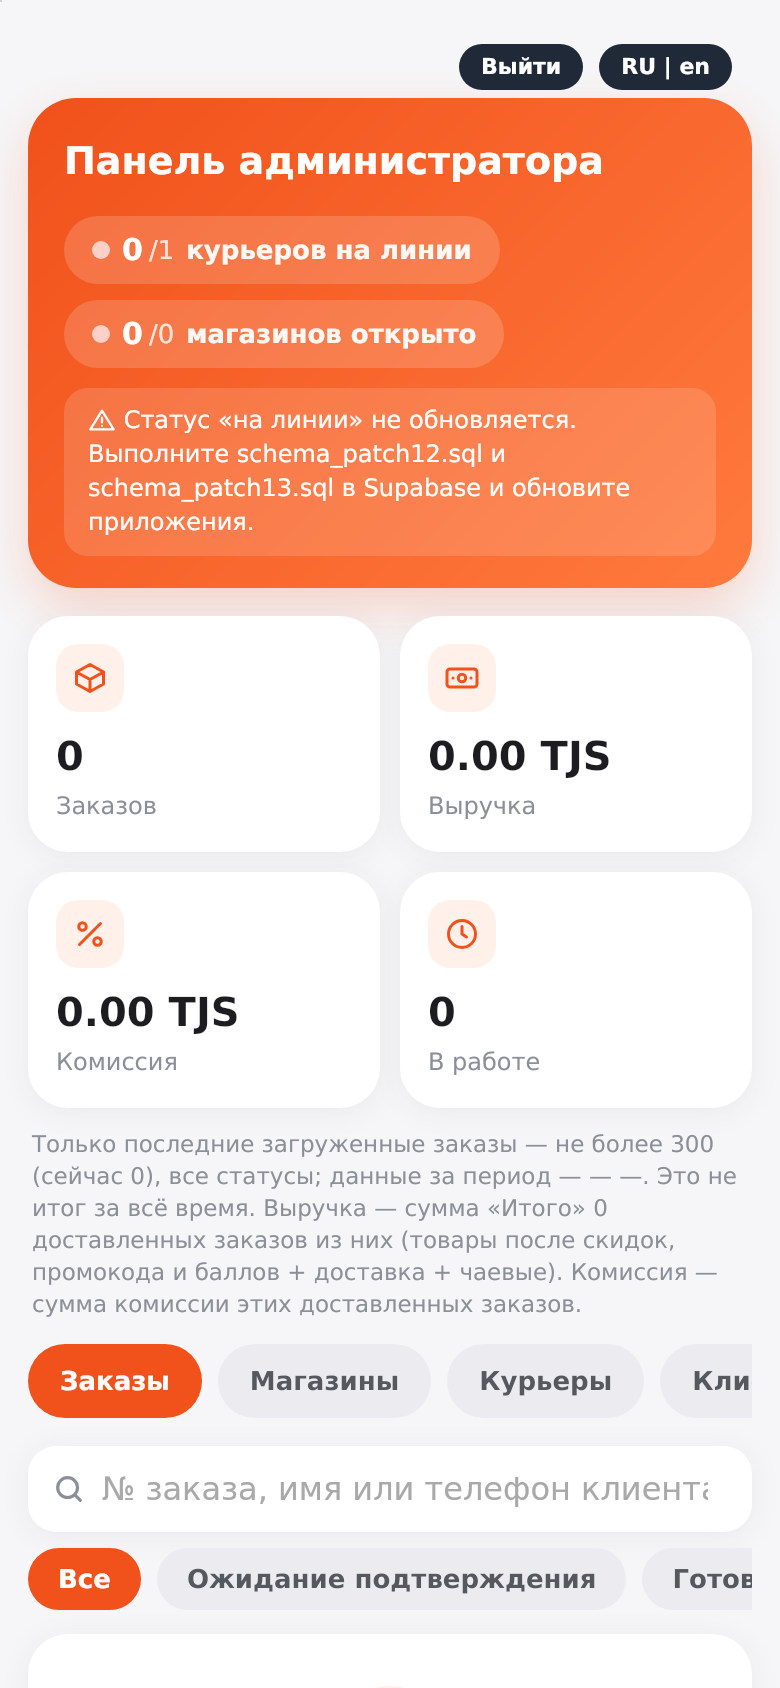 Выйти
RU | en
Панель администратора
0 /1 курьеров на линии
0 /0 магазинов открыто
⚠ Статус «на линии» не обновляется.
Выполните schema_patch12.sql и
schema_patch13.sql в Supabase и обновите
приложения.
0
Заказов
0.00 TJS
Выручка
0.00 TJS
Комиссия
0
В работе
Только последние загруженные заказы — не более 300
(сейчас 0), все статусы; данные за период — — —. Это не
итог за всё время. Выручка — сумма «Итого» 0
доставленных заказов из них (товары после скидок,
промокода и баллов + доставка + чаевые). Комиссия —
сумма комиссии этих доставленных заказов.
Заказы
Магазины
Курьеры
Кли
№ заказа, имя или телефон клиента
Все
Ожидание подтверждения
Готов